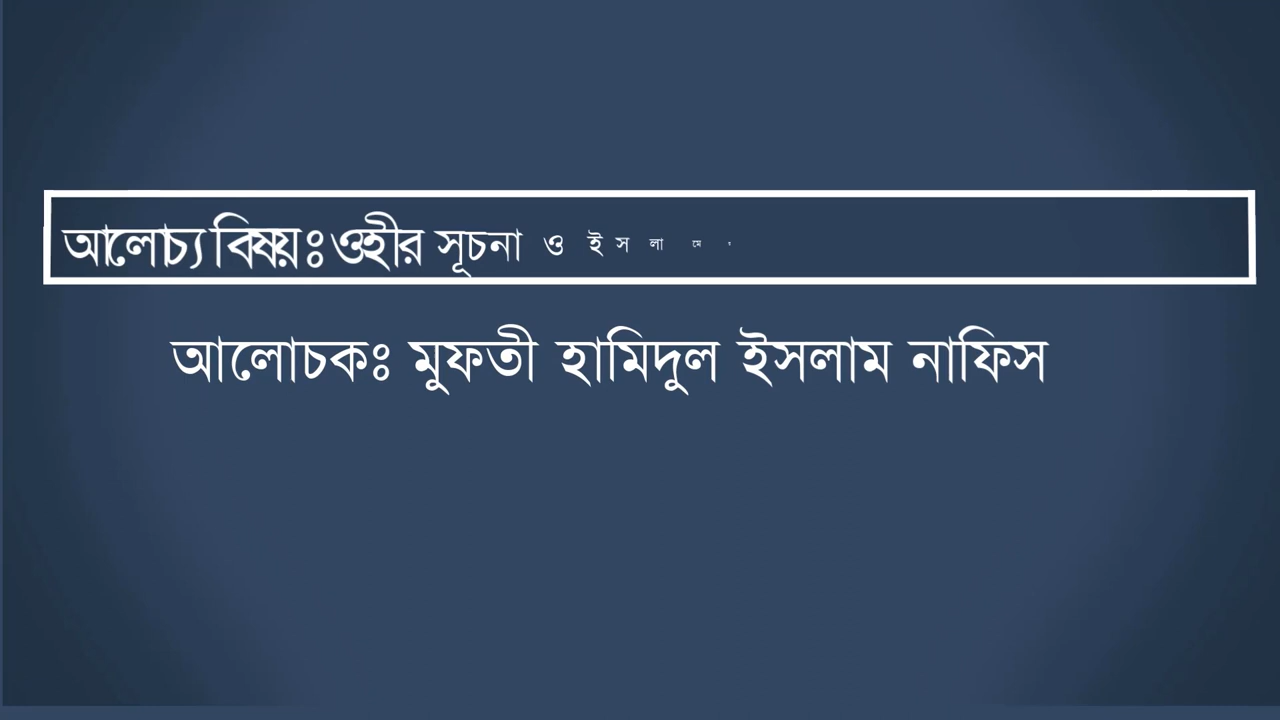 আলোচ্য বিষয়ঃ ওহীর সূচনা ও ইসলামে
আলোচকঃ মুফতী হামিদুল ইসলাম নাফিস